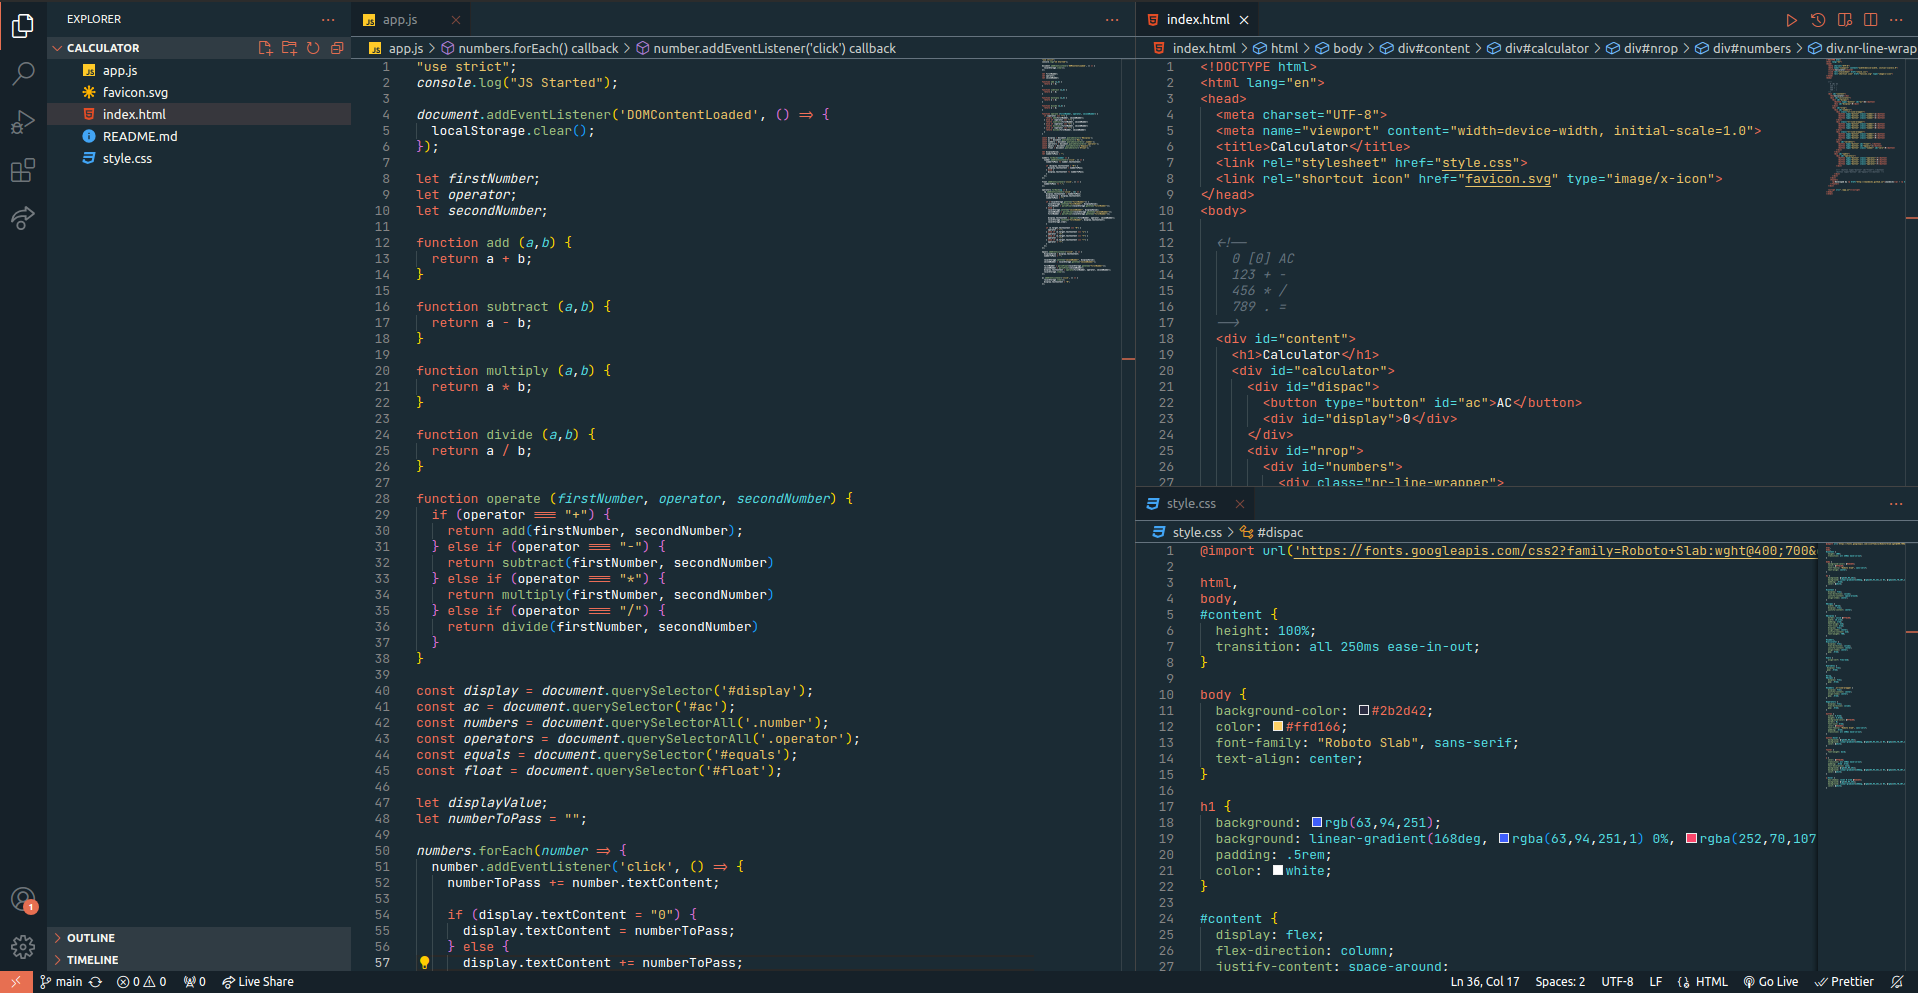 EXPLORER
CALCULATOR
app.js
favicon.svg
index.html
README.md
style.css
OUTLINE
TIMELINE
app.js
app.js > numbers.forEach() callback > number.addEventListener('click') callback
1 "use strict";
2 console.log("JS Started");
3
4 document.addEventListener('DOMContentLoaded', () => {
5 localStorage.clear();
6 });
7
8 let firstNumber;
9 let operator;
10 let secondNumber;
11
12 function add (a,b) {
13 return a + b;
14 }
15
16 function subtract (a,b) {
17 return a - b;
18 }
19
20 function multiply (a,b) {
21 return a * b;
22 }
23
24 function divide (a,b) {
25 return a / b;
26 }
27
28 function operate (firstNumber, operator, secondNumber) {
29 if (operator === "+") {
30 return add(firstNumber, secondNumber);
31 } else if (operator === "-") {
32 return subtract(firstNumber, secondNumber)
33 } else if (operator === "*") {
34 return multiply(firstNumber, secondNumber)
35 } else if (operator === "/") {
36 return divide(firstNumber, secondNumber)
37 }
38 }
39
40 const display = document.querySelector('#display');
41 const ac = document.querySelector('#ac');
42 const numbers = document.querySelectorAll('.number');
43 const operators = document.querySelectorAll('.operator');
44 const equals = document.querySelector('#equals');
45 const float = document.querySelector('#float');
46
47 let displayValue;
48 let numberToPass = "";
49
50 numbers.forEach(number => {
51 number.addEventListener('click', () => {
52 numberToPass += number.textContent;
53
54 if (display.textContent = "0") {
55 display.textContent = numberToPass;
56 } else {
57 display.textContent += numberToPass;
index.html
index.html > html > body > div#content > div#calculator > div#nrop > div#numbers > div.nr-line-wrap
1 <!DOCTYPE html>
2 <html lang="en">
3 <head>
4 <meta charset="UTF-8">
5 <meta name="viewport" content="width=device-width, initial-scale=1.0">
6 <title>Calculator</title>
7 <link rel="stylesheet" href="style.css">
8 <link rel="shortcut icon" href="favicon.svg" type="image/x-icon">
9 </head>
10 <body>
11
12 <!--
13 0 [0] AC
14 123 + -
15 456 * /
16 789 . =
17 -->
18 <div id="content">
19 <h1>Calculator</h1>
20 <div id="calculator">
21 <div id="dispac">
22 <button type="button" id="ac">AC</button>
23 <div id="display">0</div>
24 </div>
25 <div id="nrop">
26 <div id="numbers">
27 <div class="nr-line-wrapper">
style.css
style.css > #dispac
1 @import url('https://fonts.googleapis.com/css2?family=Roboto+Slab:wght@400;700&
2
3 html,
4 body,
5 #content {
6 height: 100%;
7 transition: all 250ms ease-in-out;
8 }
9
10 body {
11 background-color: #2b2d42;
12 color: #ffd166;
13 font-family: "Roboto Slab", sans-serif;
14 text-align: center;
15 }
16
17 h1 {
18 background: rgb(63,94,251);
19 background: linear-gradient(168deg, rgba(63,94,251,1) 0%, rgba(252,70,107
20 padding: .5rem;
21 color: white;
22 }
23
24 #content {
25 display: flex;
26 flex-direction: column;
27 justify-content: space-around;
1
main 0 0 0 Live Share Ln 36, Col 17 Spaces: 2 UTF-8 LF HTML Go Live Prettier